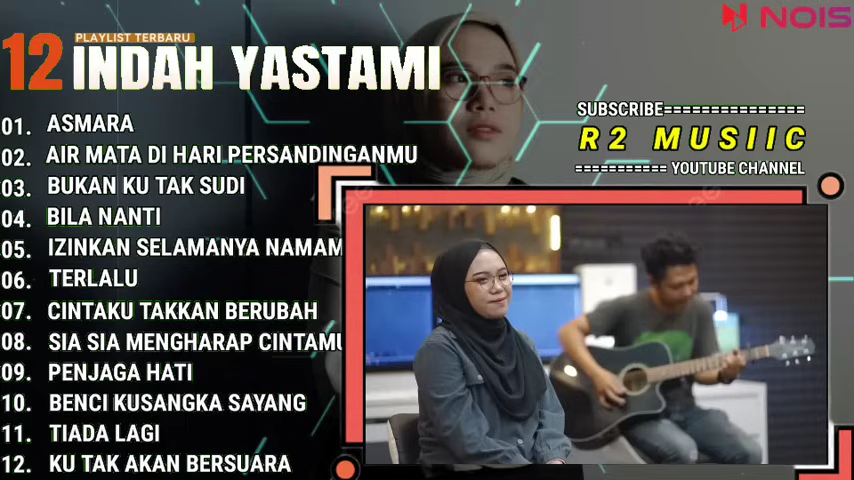 PLAYLIST TERBARU
12 INDAH YASTAMI
NOIS
SUBSCRIBE===============
R2 MUSIIC
=========== YOUTUBE CHANNEL
01. ASMARA
02. AIR MATA DI HARI PERSANDINGANMU
03. BUKAN KU TAK SUDI
04. BILA NANTI
05. IZINKAN SELAMANYA NAMAM
06. TERLALU
07. CINTAKU TAKKAN BERUBAH
08. SIA SIA MENGHARAP CINTAMU
09. PENJAGA HATI
10. BENCI KUSANGKA SAYANG
11. TIADA LAGI
12. KU TAK AKAN BERSUARA